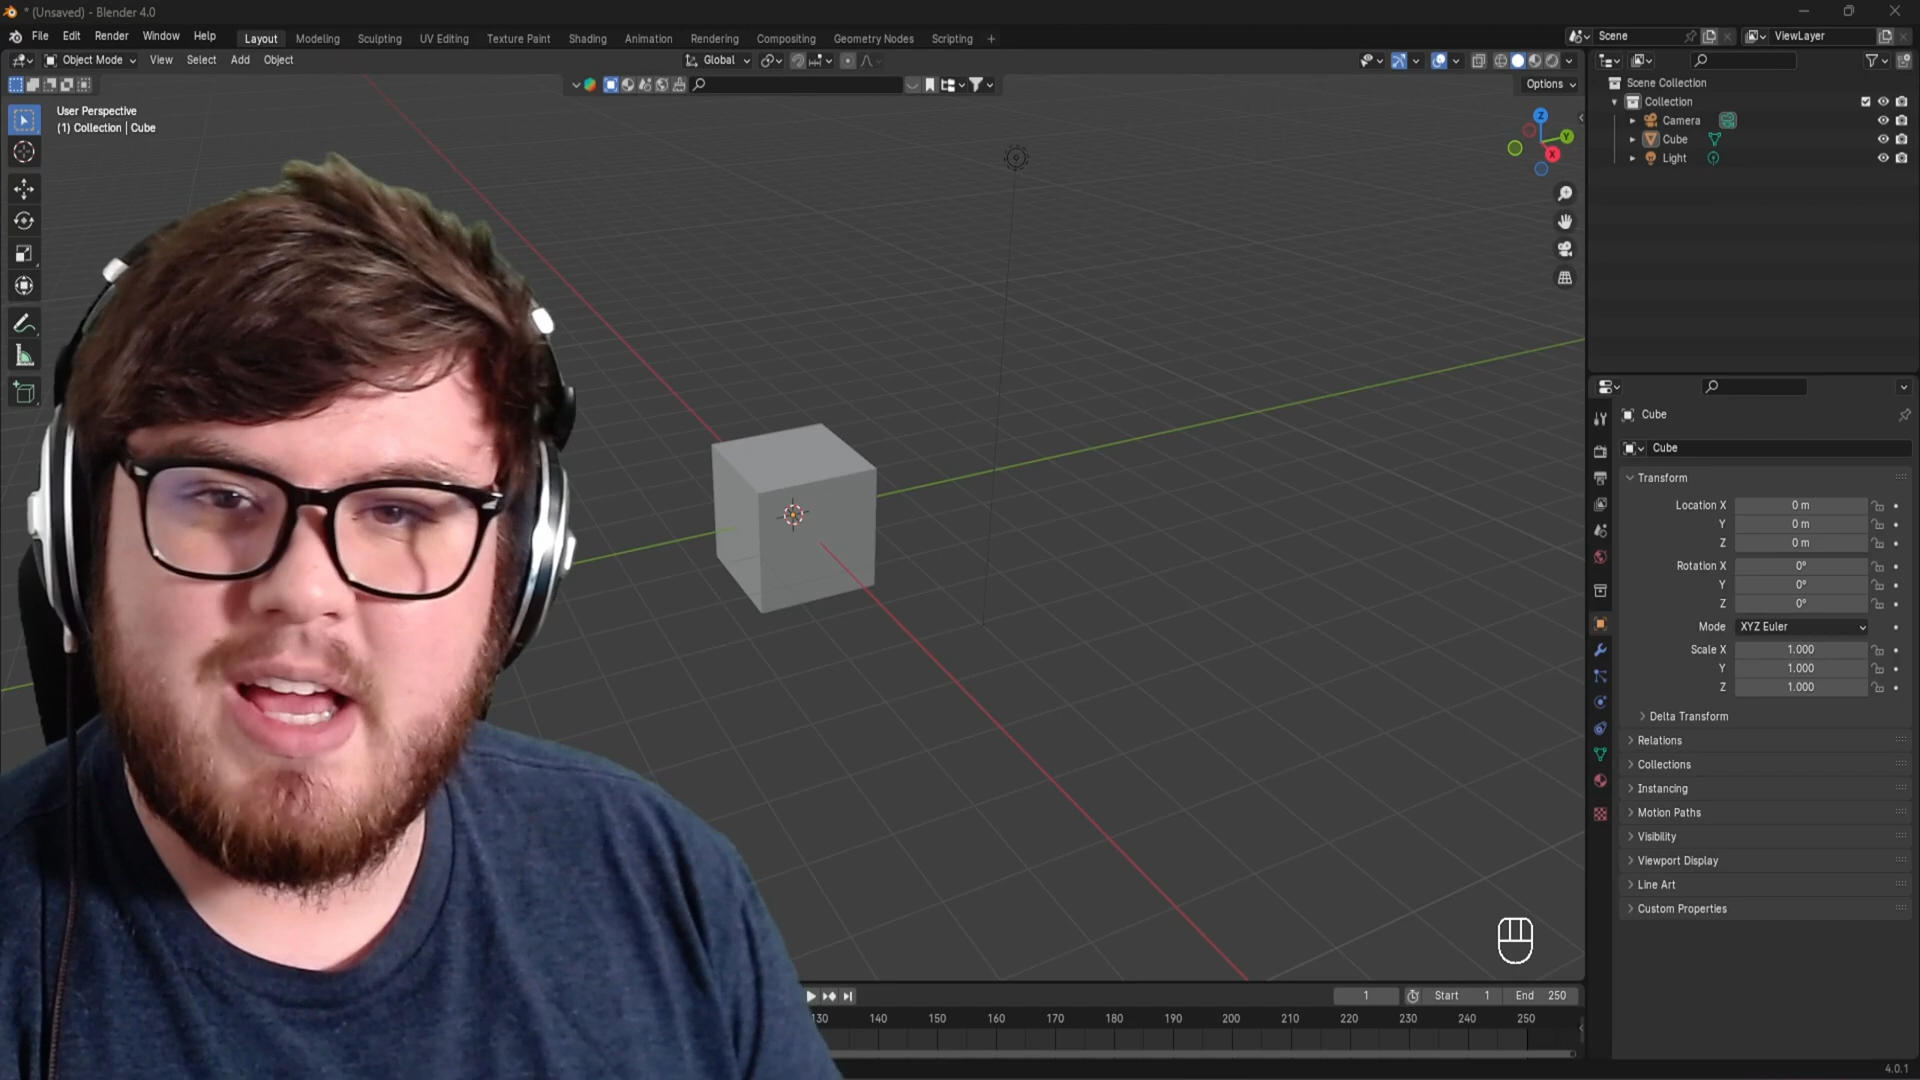 * (Unsaved) - Blender 4.0
File Edit Render Window Help
Layout Modeling Sculpting UV Editing Texture Paint Shading Animation Rendering Compositing Geometry Nodes Scripting +
Scene
ViewLayer
Object Mode View Select Add Object
Global
Options
User Perspective
(1) Collection | Cube
Z
Y
X
Scene Collection
Collection
Camera
Cube
Light
Cube
Cube
Transform
Location X 0 m
Y 0 m
Z 0 m
Rotation X 0°
Y 0°
Z 0°
Mode XYZ Euler
Scale X 1.000
Y 1.000
Z 1.000
Delta Transform
Relations
Collections
Instancing
Motion Paths
Visibility
Viewport Display
Line Art
Custom Properties
1 Start 1 End 250
130 140 150 160 170 180 190 200 210 220 230 240 250
4.0.1